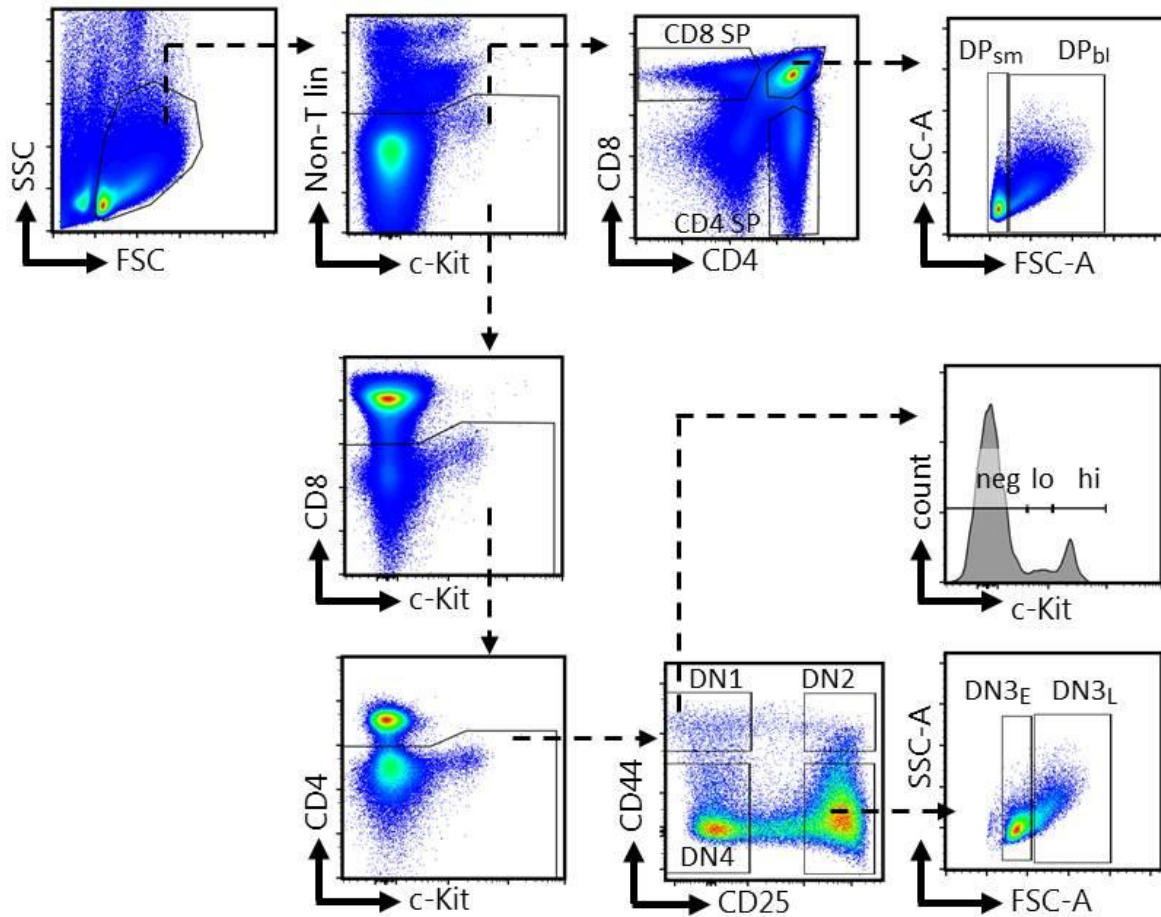 SSC
FSC
Non-T lin
c-Kit
CD8 SP
CD4 SP
CD8
CD4
DPsm
DPbl
SSC-A
FSC-A
CD8
c-Kit
neg lo hi
count
c-Kit
CD4
c-Kit
DN1
DN2
DN4
CD44
CD25
DN3E
DN3L
SSC-A
FSC-A